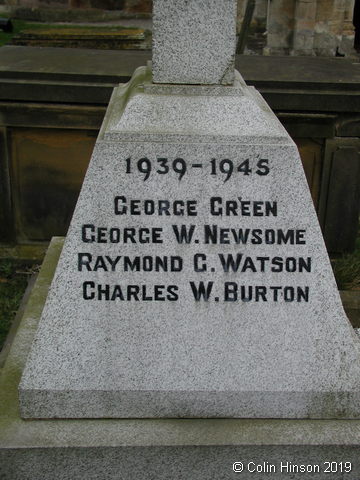 1939-1945
GEORGE GREEN
GEORGE W. NEWSOME
RAYMOND C. WATSON
CHARLES W. BURTON
©Colin Hinson 2019